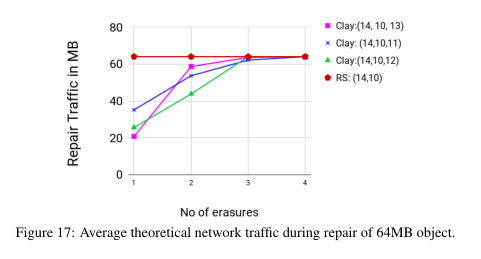 80
60
40
20
0
Repair Traffic in MB
1 2 3 4
No of erasures
Clay:(14, 10, 13)
Clay: (14,10,11)
Clay:(14,10,12)
RS: (14,10)
Figure 17: Average theoretical network traffic during repair of 64MB object.